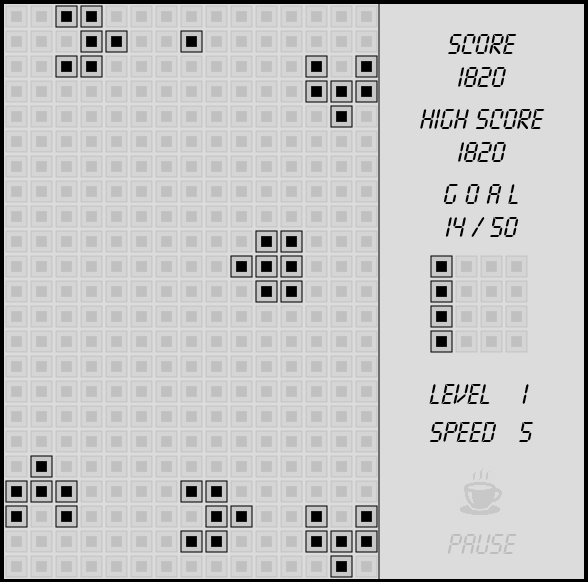 SCORE
1820
HIGH SCORE
1820
GOAL
14/50
LEVEL 1
SPEED 5
PAUSE